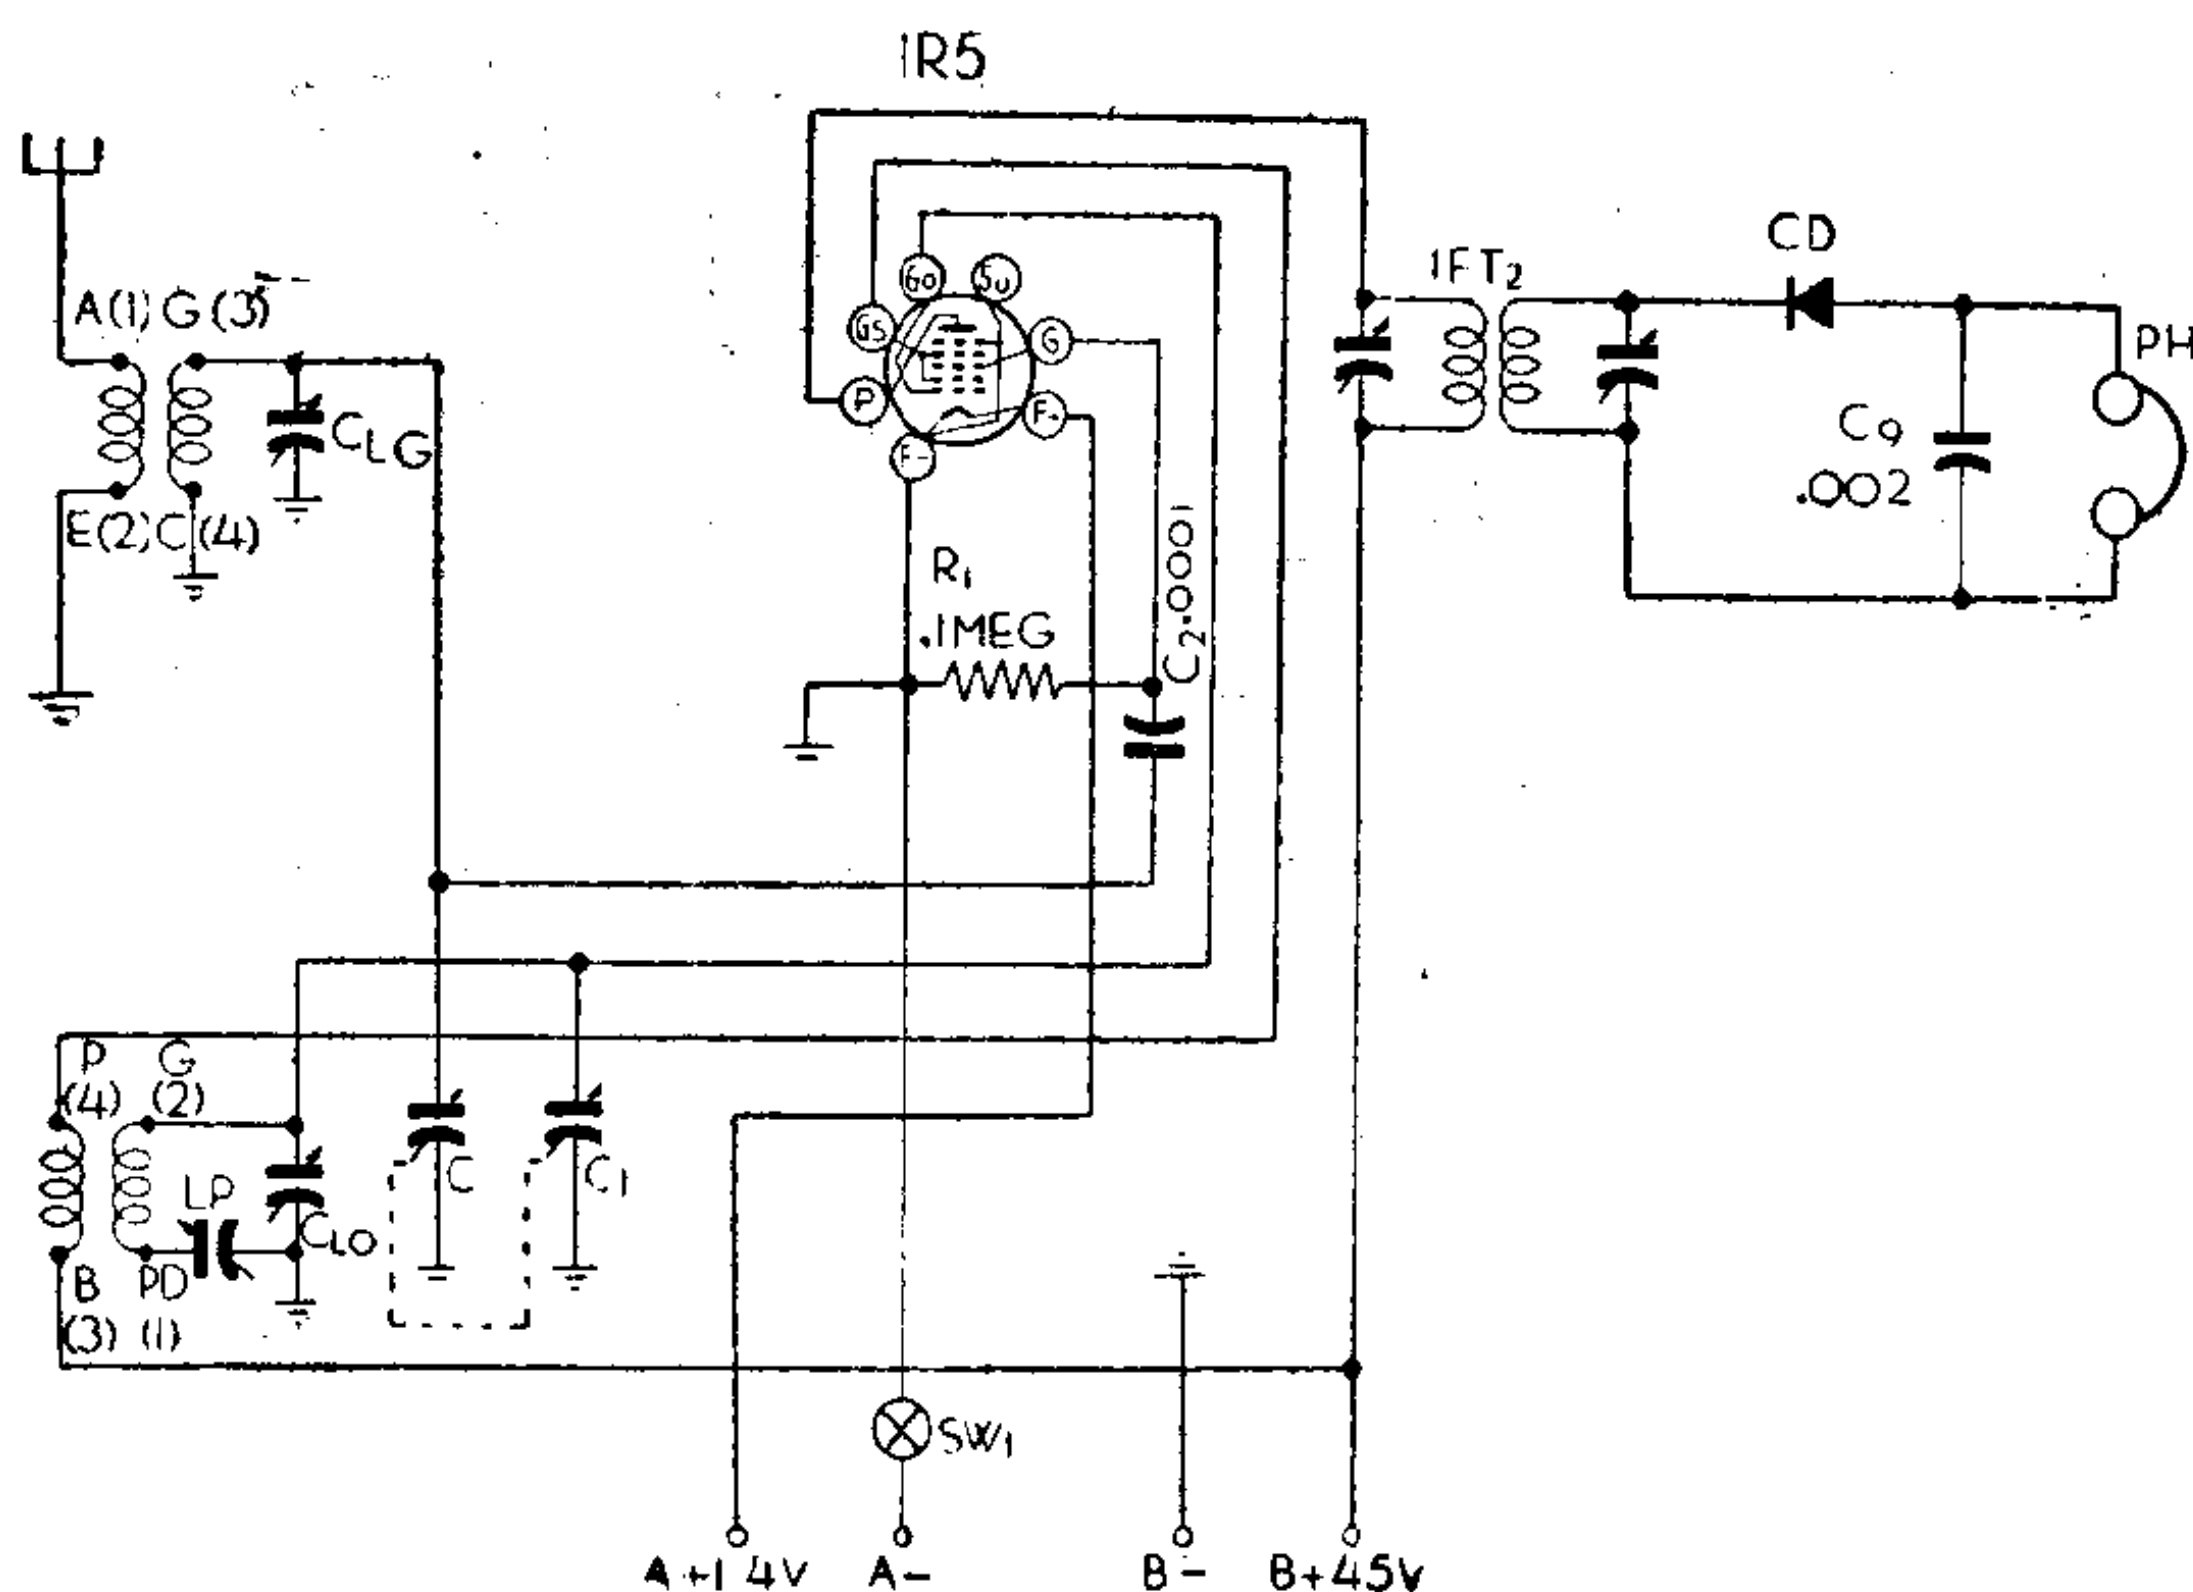 1R5
A(1) G(3)
CLG
E(2) C(4)
Go
Su
GS
G
P
F+
F-
R1
.1MEG
C2 .0001
IFT2
CD
PH
C9
.002
P
(4)
G
(2)
LP
CLO
B
(3)
PD
(1)
C
C1
SW1
A+1.4V
A-
B-
B+45V